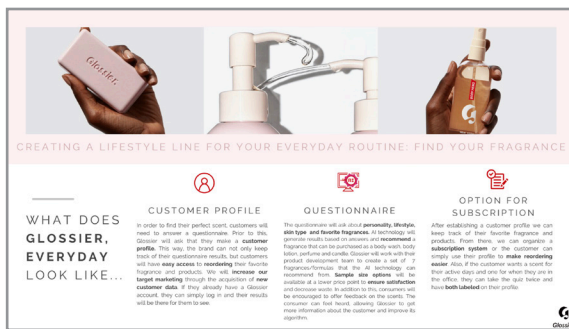 Glossier.
G
CREATING A LIFESTYLE LINE FOR YOUR EVERYDAY ROUTINE: FIND YOUR FRAGRANCE
WHAT DOES
GLOSSIER,
EVERYDAY
LOOK LIKE...
CUSTOMER PROFILE
In order to find their perfect scent, customers will
need to answer a questionnaire. Prior to this,
Glossier will ask that they make a customer
profile. This way, the brand can not only keep
track of their questionnaire results, but customers
will have easy access to reordering their favorite
fragrance and products. We will increase our
target marketing through the acquisition of new
customer data. If they already have a Glossier
account, they can simply log in and their results
will be there for them to see.
QUESTIONNAIRE
The questionnaire will ask about personality, lifestyle,
skin type and favorite fragrances. AI technology will
generate results based on answers and recommend a
fragrance that can be purchased as a body wash, body
lotion, perfume and candle. Glossier will work with their
product development team to create a set of 7
fragrances/formulas that the AI technology can
recommend from. Sample size options will be
available at a lower price point to ensure satisfaction
and decrease waste. In addition to this, consumers will
be encouraged to offer feedback on the scents. The
consumer can feel heard, allowing Glossier to get
more information about the customer and improve its
algorithm.
OPTION FOR
SUBSCRIPTION
After establishing a customer profile we can
keep track of their favorite fragrance and
products. From there, we can organize a
subscription system or the customer can
simply use their profile to make reordering
easier. Also, if the customer wants a scent for
their active days and one for when they are in
the office, they can take the quiz twice and
have both labeled on their profile.
G